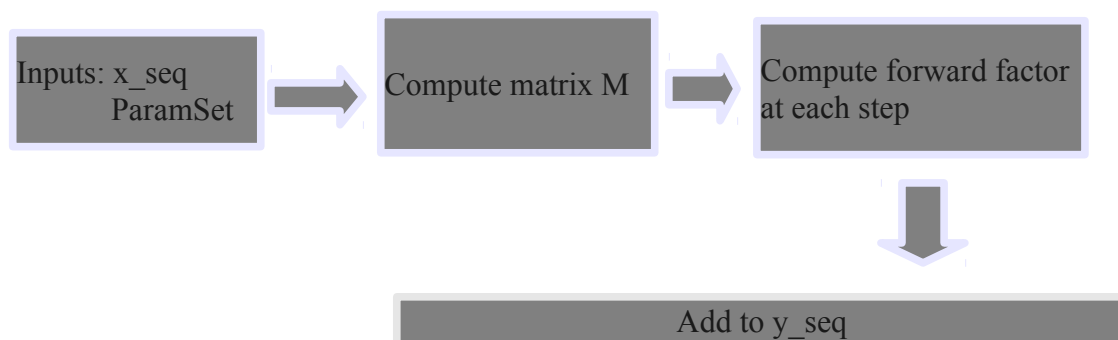 Inputs: x_seq
ParamSet
Compute matrix M
Compute forward factor
at each step
Add to y_seq